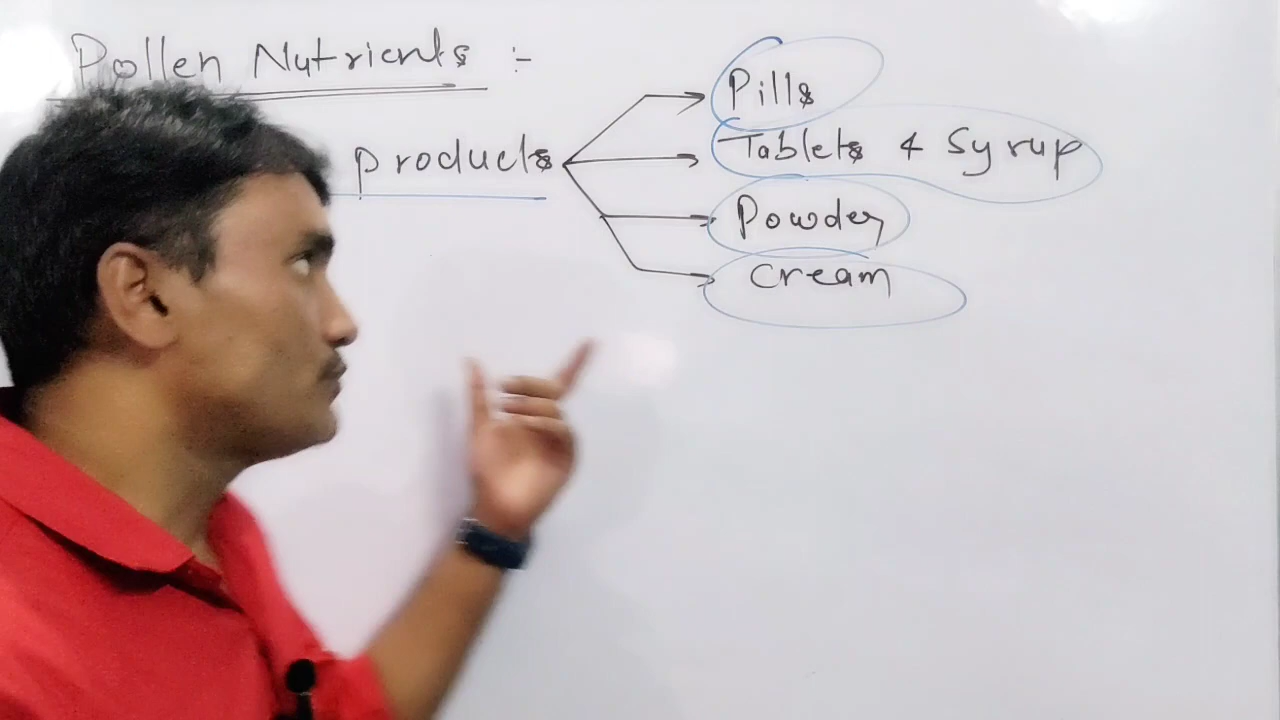 Pollen Nutrients :-
Products
Pills
Tablets & Syrup
Powder
Cream